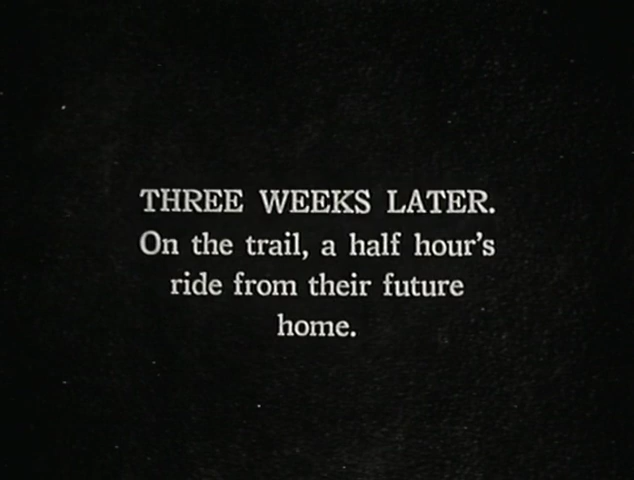 THREE WEEKS LATER.
On the trail, a half hour's
ride from their future
home.